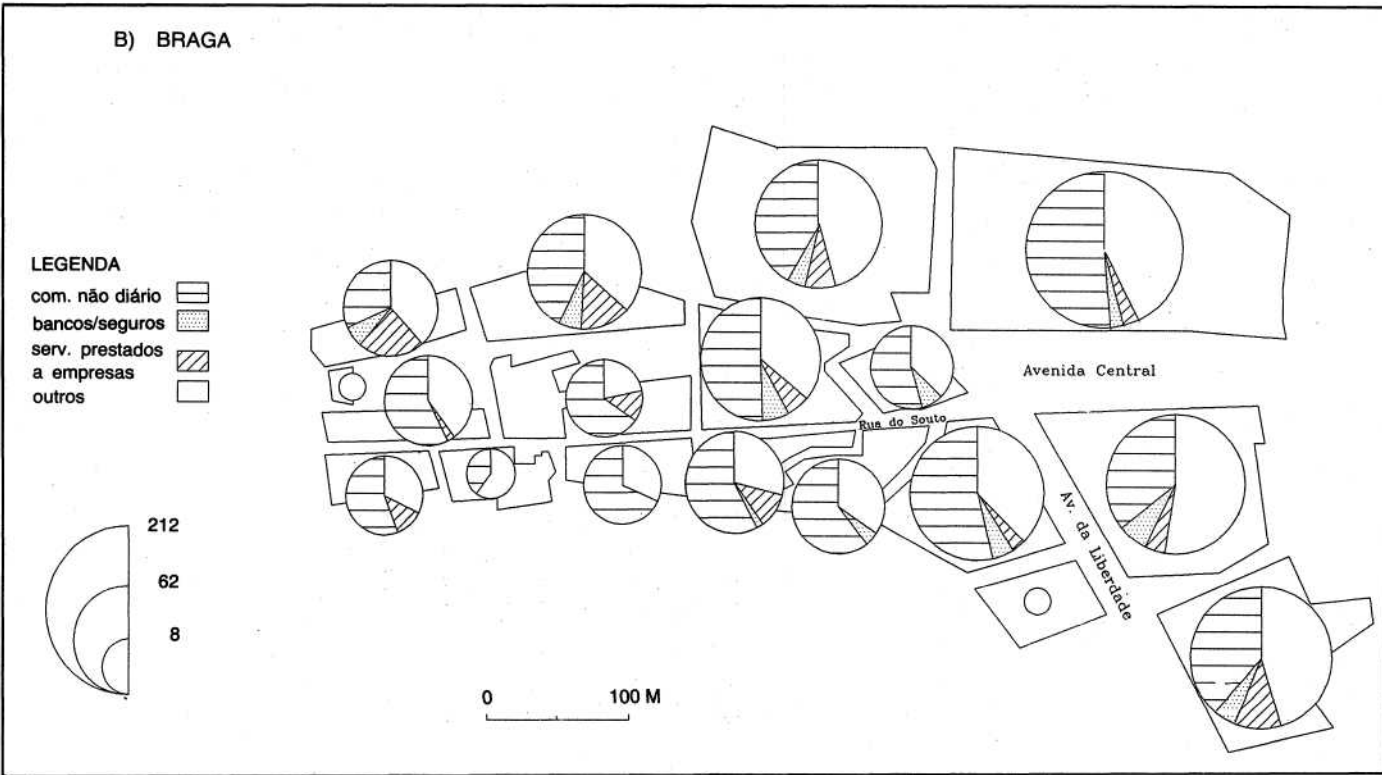 B) BRAGA
LEGENDA
com. não diário
bancos/seguros
serv. prestados
a empresas
outros
212
62
8
0 100 M
Avenida Central
Rua do Souto
Av. da Liberdade